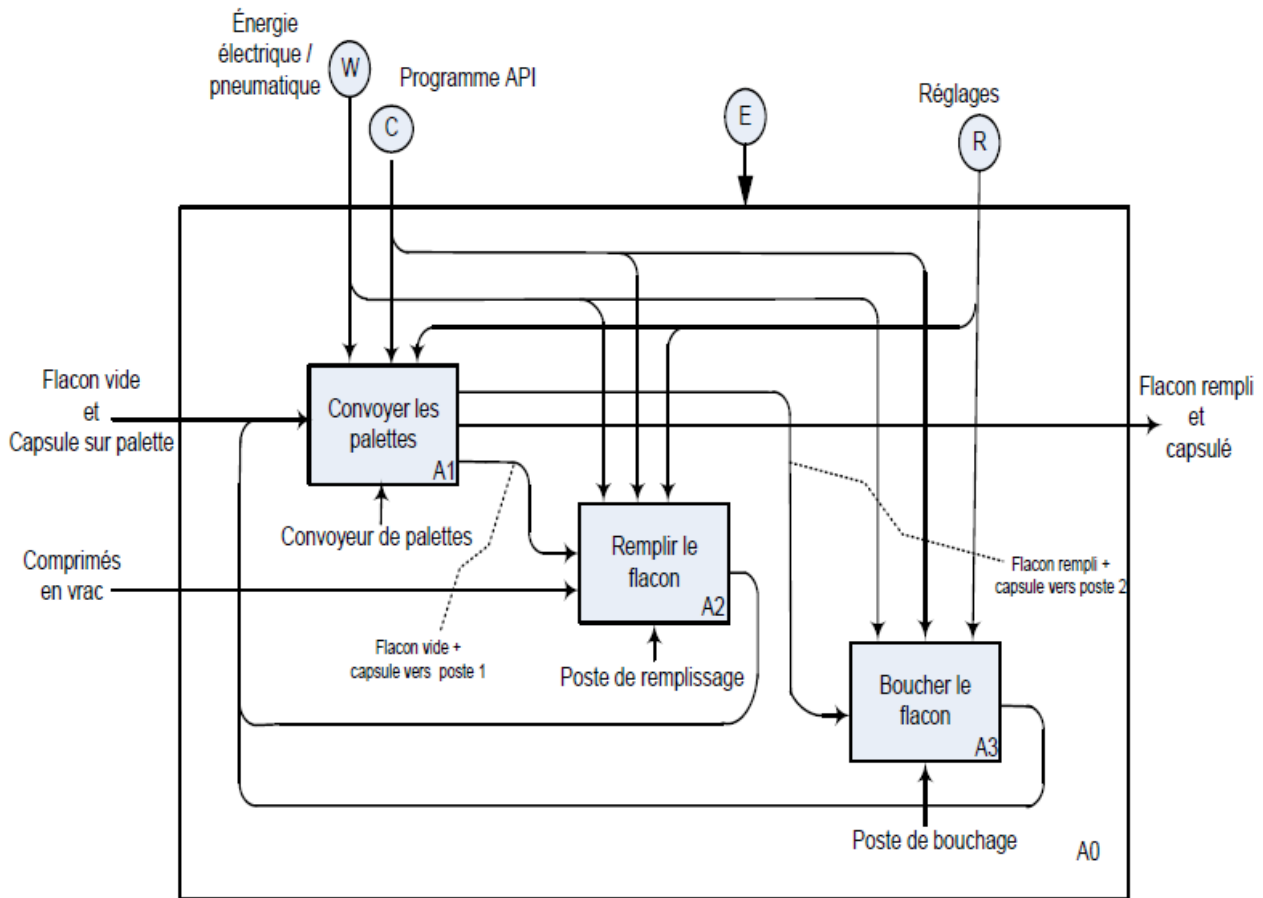 Énergie
électrique /
pneumatique
W
Programme API
C
E
Réglages
R
Flacon vide
et
Capsule sur palette
Convoyer les
palettes
A1
Flacon rempli
et
capsulé
Convoyeur de palettes
Comprimés
en vrac
Remplir le
flacon
A2
Flacon rempli +
capsule vers poste 2
Flacon vide +
capsule vers poste 1
Poste de remplissage
Boucher le
flacon
A3
Poste de bouchage
A0